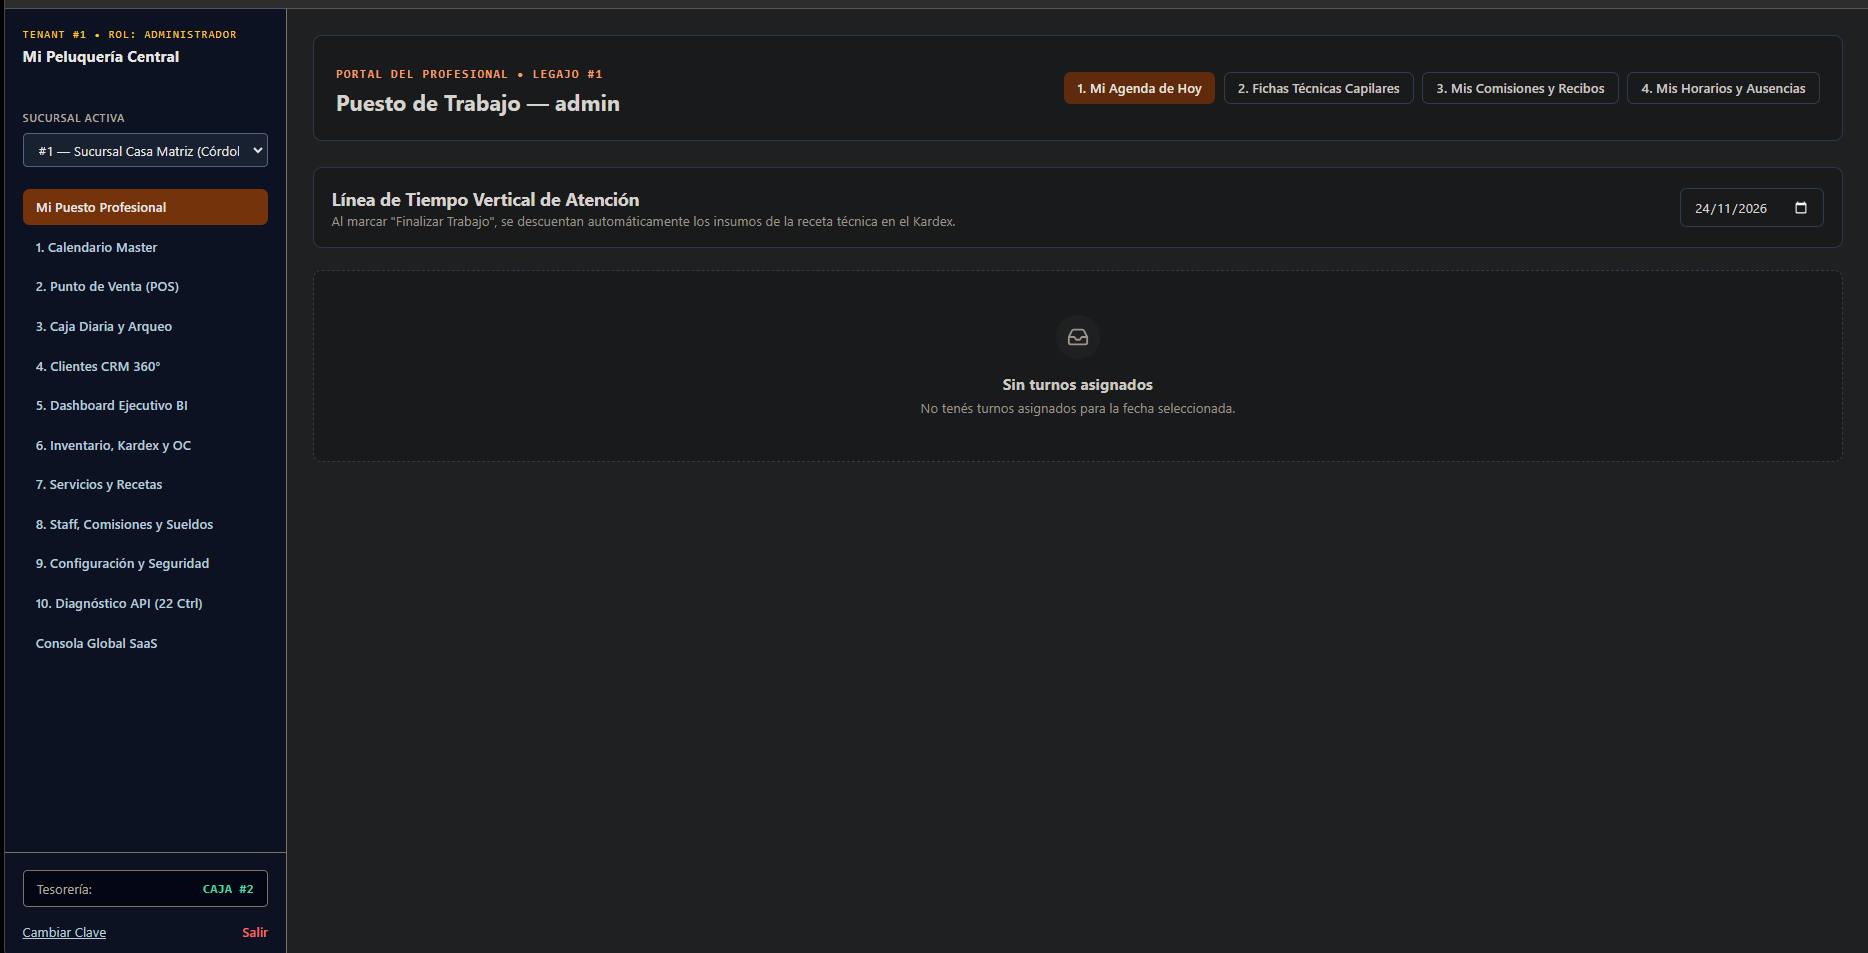 TENANT #1 • ROL: ADMINISTRADOR
Mi Peluquería Central
SUCURSAL ACTIVA
#1 — Sucursal Casa Matriz (Córdol
Mi Puesto Profesional
1. Calendario Master
2. Punto de Venta (POS)
3. Caja Diaria y Arqueo
4. Clientes CRM 360°
5. Dashboard Ejecutivo BI
6. Inventario, Kardex y OC
7. Servicios y Recetas
8. Staff, Comisiones y Sueldos
9. Configuración y Seguridad
10. Diagnóstico API (22 Ctrl)
Consola Global SaaS
Tesorería: CAJA #2
Cambiar Clave Salir
PORTAL DEL PROFESIONAL • LEGAJO #1
Puesto de Trabajo — admin
1. Mi Agenda de Hoy
2. Fichas Técnicas Capilares
3. Mis Comisiones y Recibos
4. Mis Horarios y Ausencias
Línea de Tiempo Vertical de Atención
Al marcar "Finalizar Trabajo", se descuentan automáticamente los insumos de la receta técnica en el Kardex.
24/11/2026
Sin turnos asignados
No tenés turnos asignados para la fecha seleccionada.